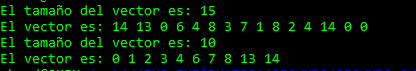 El tamaño del vector es: 15
El vector es: 14 13 0 6 4 8 3 7 1 8 2 4 14 0 0
El tamaño del vector es: 10
El vector es: 0 1 2 3 4 6 7 8 13 14